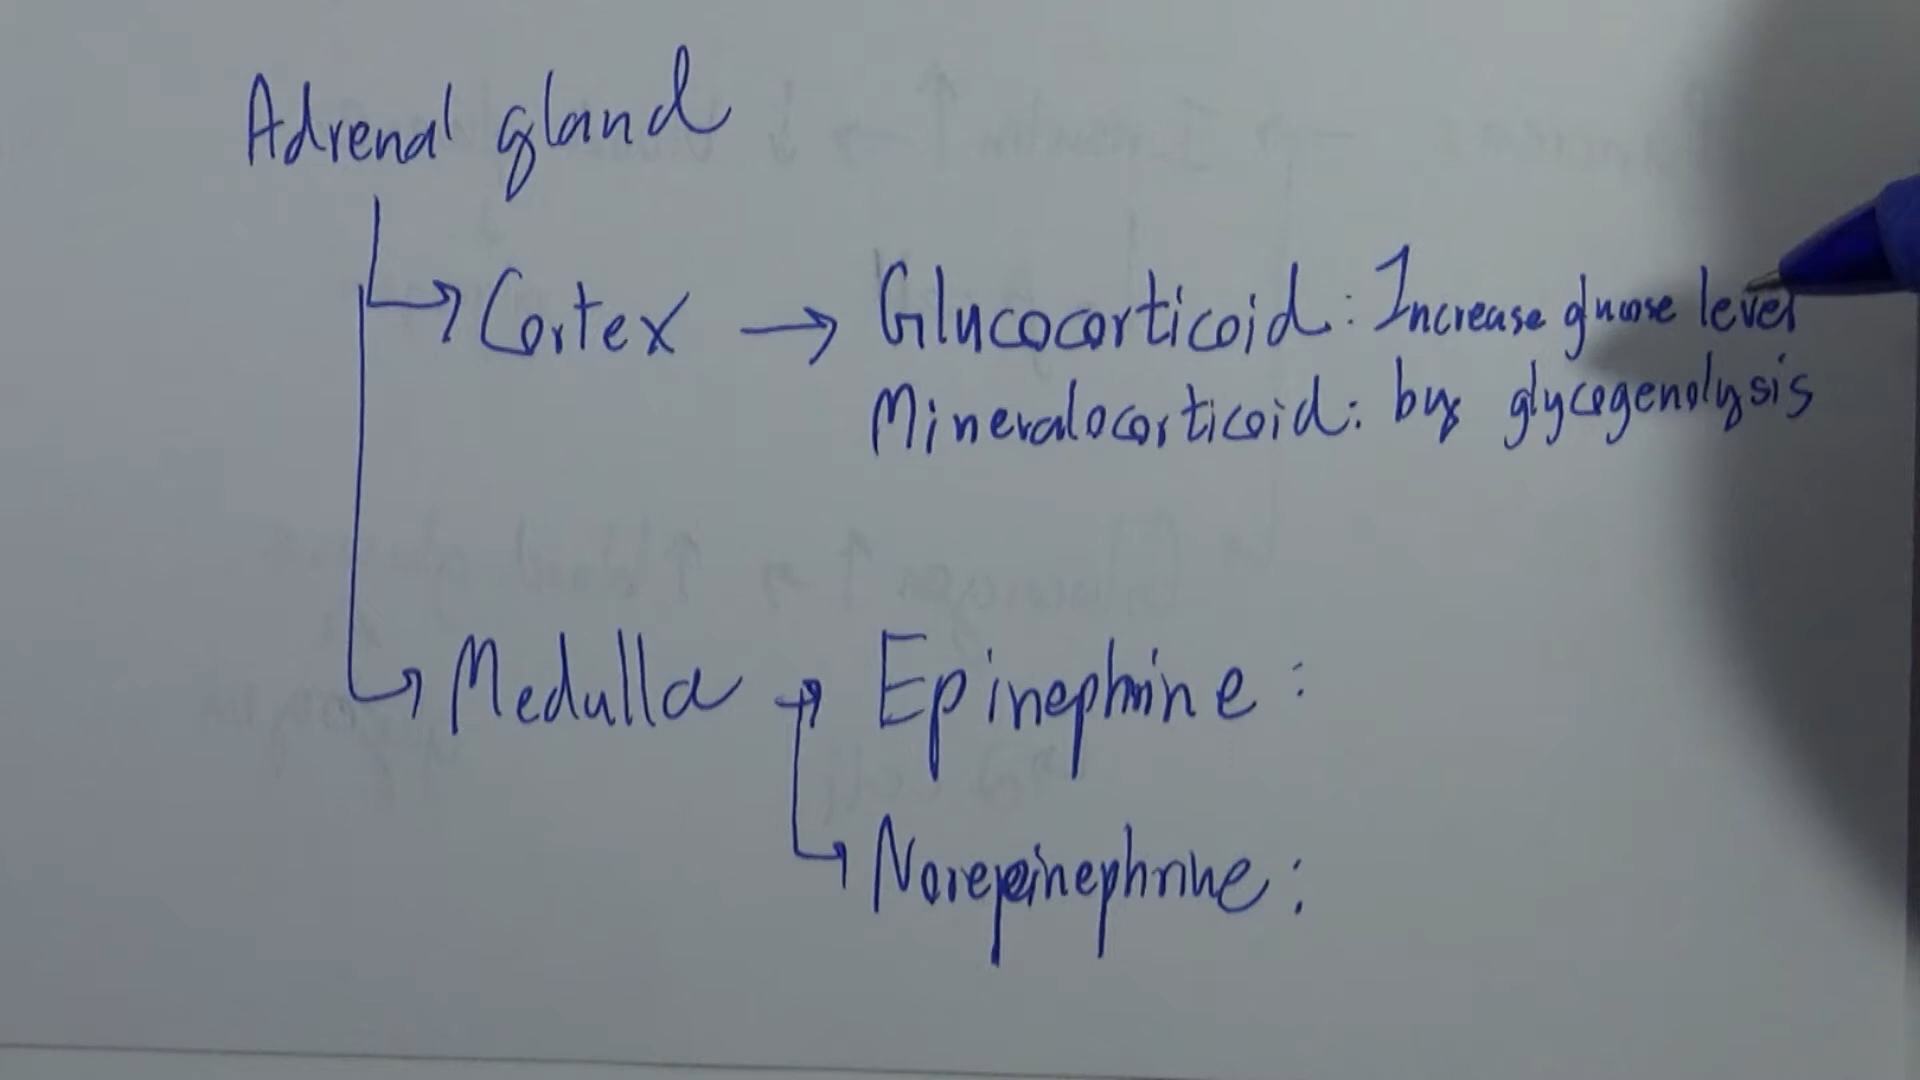 Adrenal gland
Cortex → Glucocorticoid : Increase glucose level
Mineralocorticoid : by glycogenolysis
Medulla → Epinephrine :
Norepinephrine :